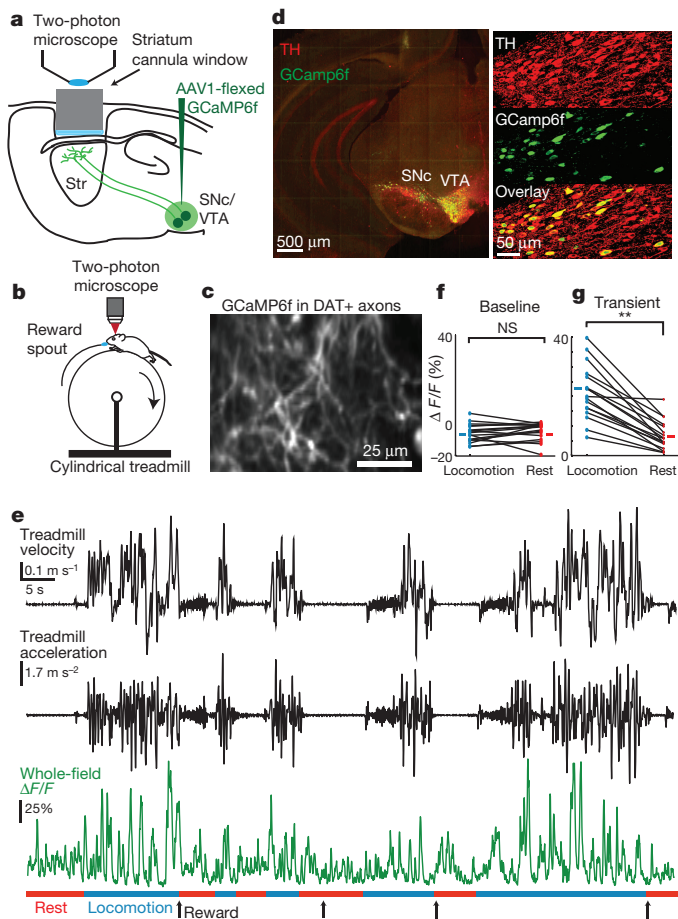 a
Two-photon
microscope
Striatum
cannula window
AAV1-flexed
GCaMP6f
Str
SNc/
VTA
b
Two-photon
microscope
Reward
spout
Cylindrical treadmill
c
GCaMP6f in DAT+ axons
25 μm
d
TH
GCamp6f
SNc
VTA
500 μm
TH
GCamp6f
Overlay
50 μm
f
Baseline
NS
40
0
−20
Δ F/F (%)
Locomotion
Rest
g
Transient
**
40
20
0
Locomotion
Rest
e
Treadmill
velocity
0.1 m s⁻¹
5 s
Treadmill
acceleration
1.7 m s⁻²
Whole-field
ΔF/F
25%
Rest
Locomotion
Reward